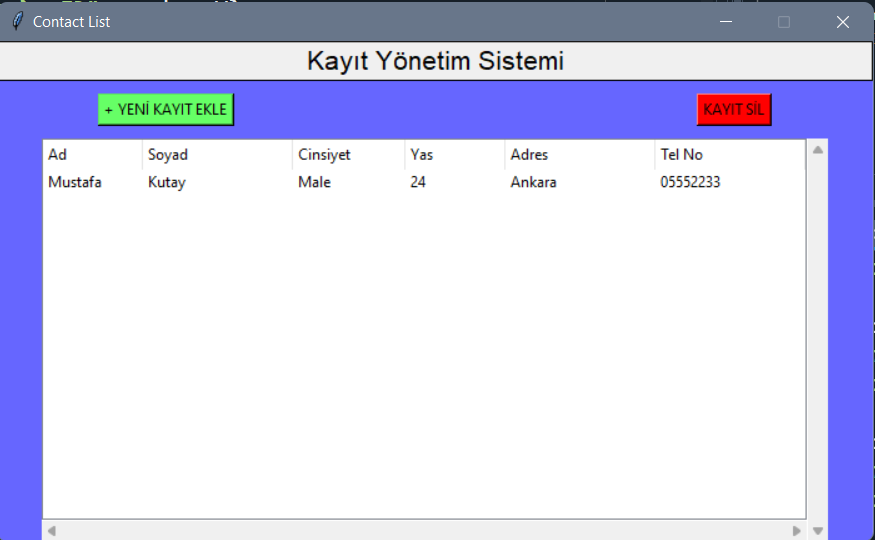 Contact List
Kayıt Yönetim Sistemi
+ YENİ KAYIT EKLE
KAYIT SİL
Ad Soyad Cinsiyet Yas Adres Tel No
Mustafa Kutay Male 24 Ankara 05552233